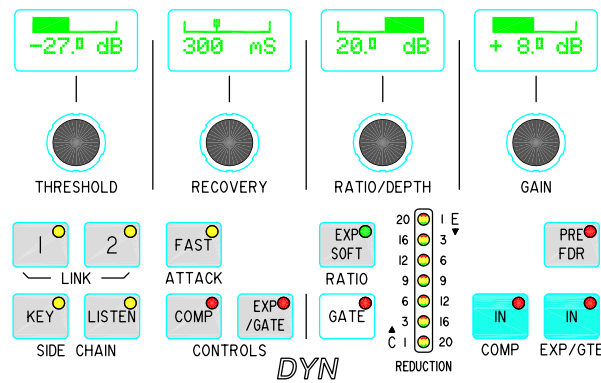 -27.0 dB
300 mS
20.0 dB
+ 8.0 dB
THRESHOLD
RECOVERY
RATIO/DEPTH
GAIN
1
2
LINK
FAST
ATTACK
EXP SOFT
RATIO
20 1 E
16 3
12 6
9 9
6 12
3 16
C 1 20
REDUCTION
PRE FDR
KEY
LISTEN
SIDE CHAIN
COMP
EXP /GATE
CONTROLS
GATE
IN
COMP
IN
EXP/GTE
DYN